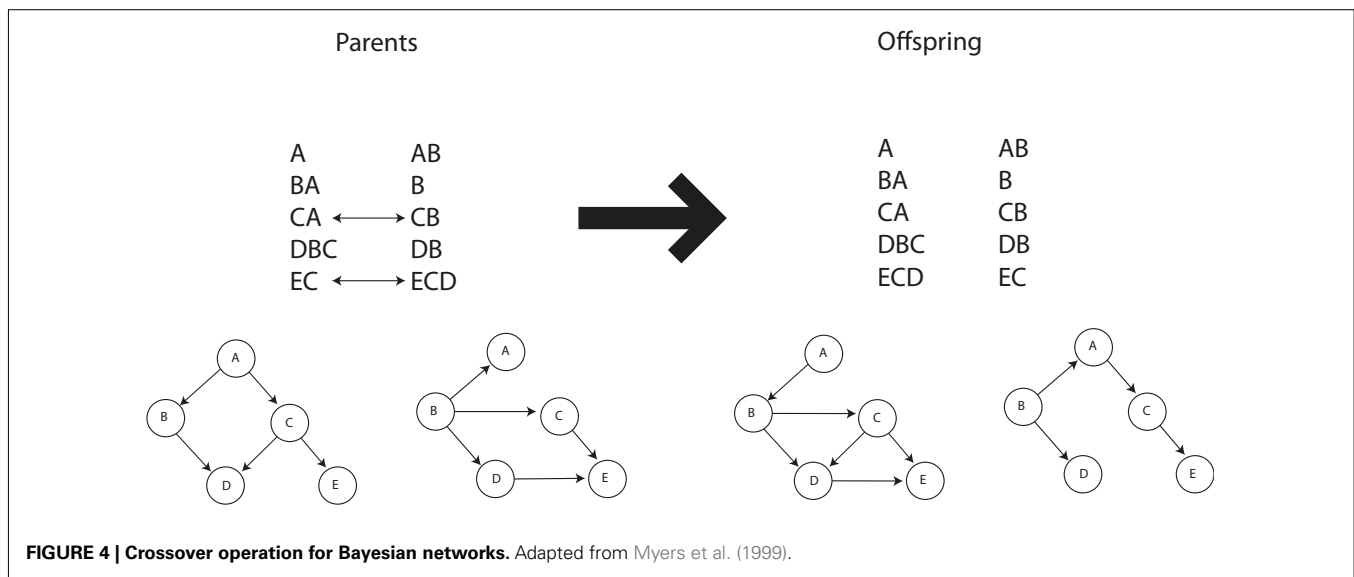 Parents Offspring
A AB A AB
BA B BA B
CA CB CA CB
DBC DB DBC DB
EC ECD ECD EC
A
B
C
D
E
A
B
C
D
E
A
B
C
D
E
A
B
C
D
E
FIGURE 4 | Crossover operation for Bayesian networks. Adapted from Myers et al. (1999).